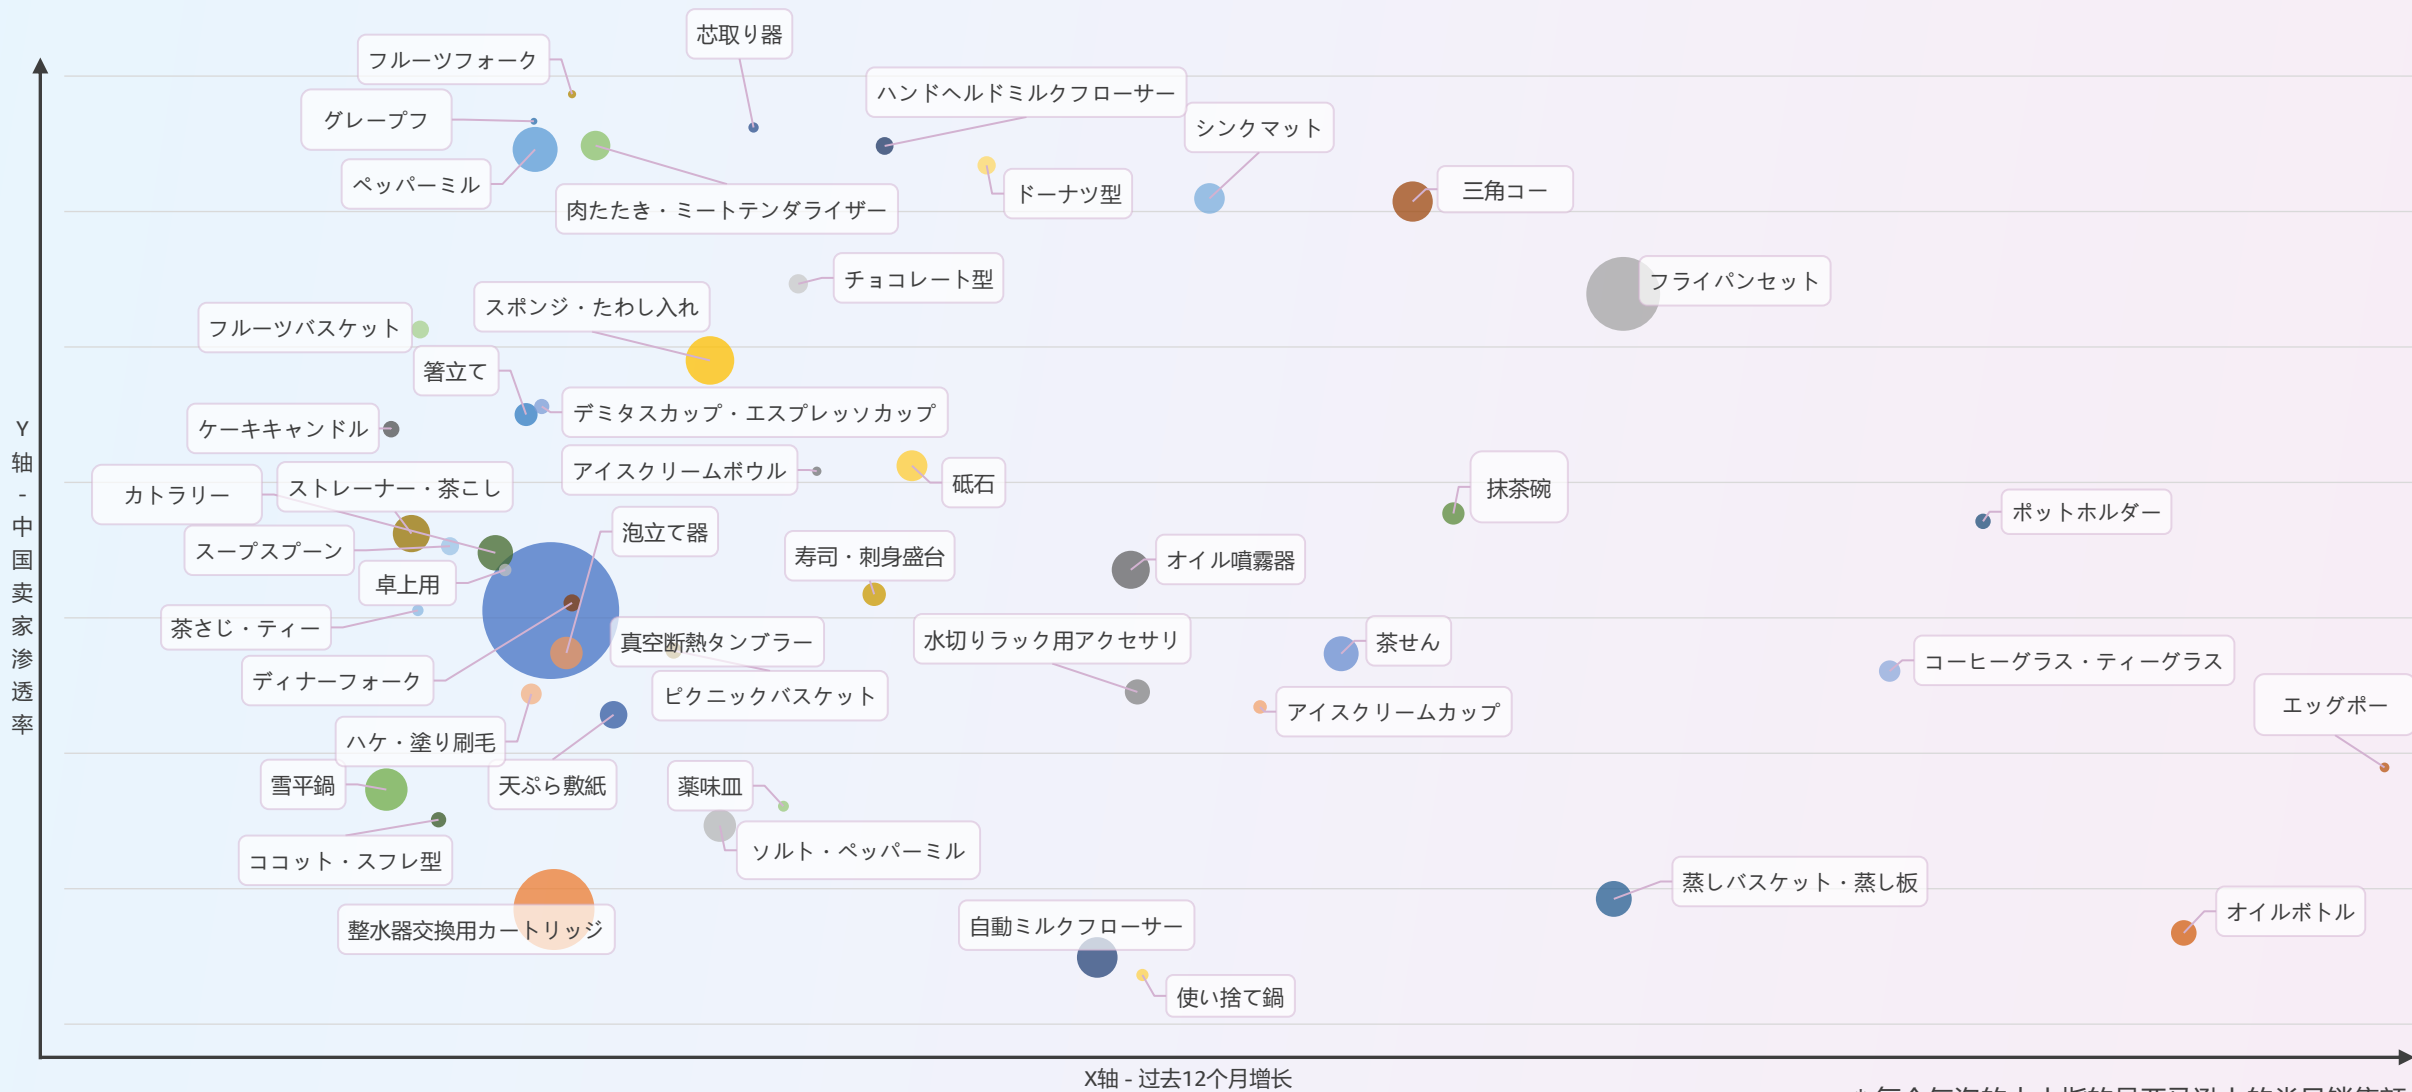 芯取り器
フルーツフォーク
ハンドヘルドミルクフローサー
グレープフ
シンクマット
ペッパーミル
ドーナツ型
三角コー
肉たたき・ミートテンダライザー
チョコレート型
フライパンセット
スポンジ・たわし入れ
フルーツバスケット
箸立て
デミタスカップ・エスプレッソカップ
ケーキキャンドル
アイスクリームボウル
砥石
カトラリー
ストレーナー・茶こし
抹茶碗
ポットホルダー
泡立て器
スープスプーン
寿司・刺身盛台
オイル噴霧器
卓上用
茶さじ・ティー
真空断熱タンブラー
水切りラック用アクセサリ
茶せん
コーヒーグラス・ティーグラス
ディナーフォーク
ピクニックバスケット
アイスクリームカップ
エッグポー
ハケ・塗り刷毛
雪平鍋
天ぷら敷紙
薬味皿
ココット・スフレ型
ソルト・ペッパーミル
蒸しバスケット・蒸し板
整水器交換用カートリッジ
自動ミルクフローサー
オイルボトル
使い捨て鍋
Y轴-中国卖家渗透率
X轴 - 过去12个月增长